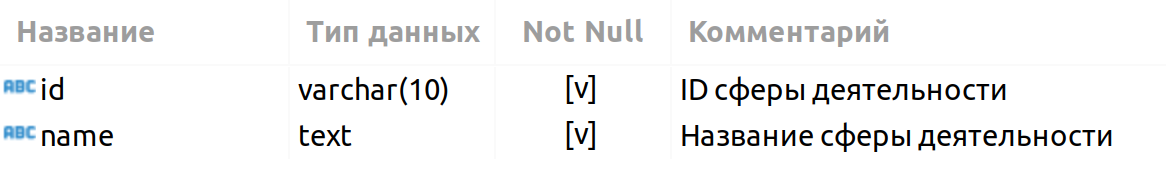 Название Тип данных Not Null Комментарий
ABC id varchar(10) [v] ID сферы деятельности
ABC name text [v] Название сферы деятельности